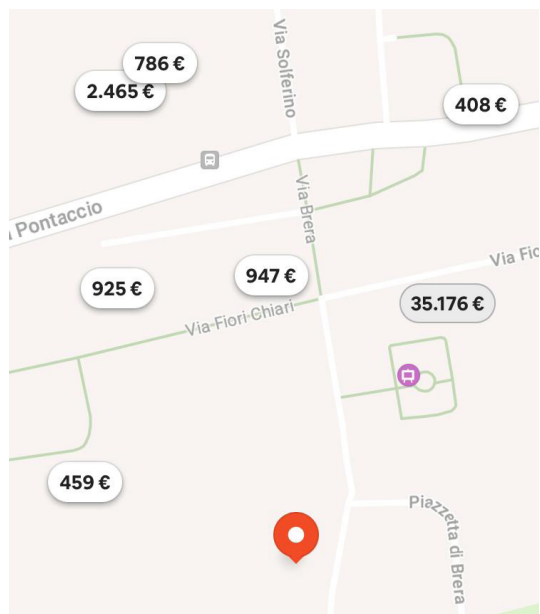 Via Solferino
786 €
2.465 €
408 €
Pontaccio
Via Brera
Via Fio
947 €
925 €
35.176 €
Via Fiori Chiari
459 €
Piazzetta di Brera